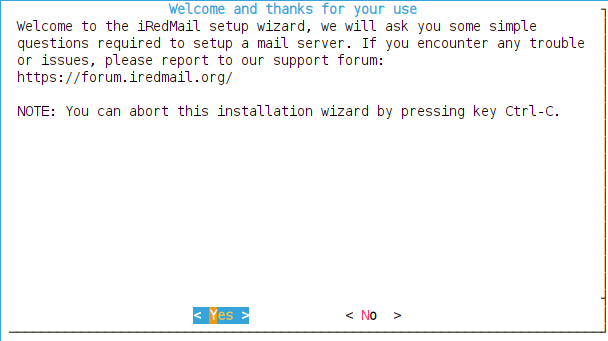 Welcome and thanks for your use
Welcome to the iRedMail setup wizard, we will ask you some simple
questions required to setup a mail server. If you encounter any trouble
or issues, please report to our support forum:
https://forum.iredmail.org/
NOTE: You can abort this installation wizard by pressing key Ctrl-C.
< Yes > < No >